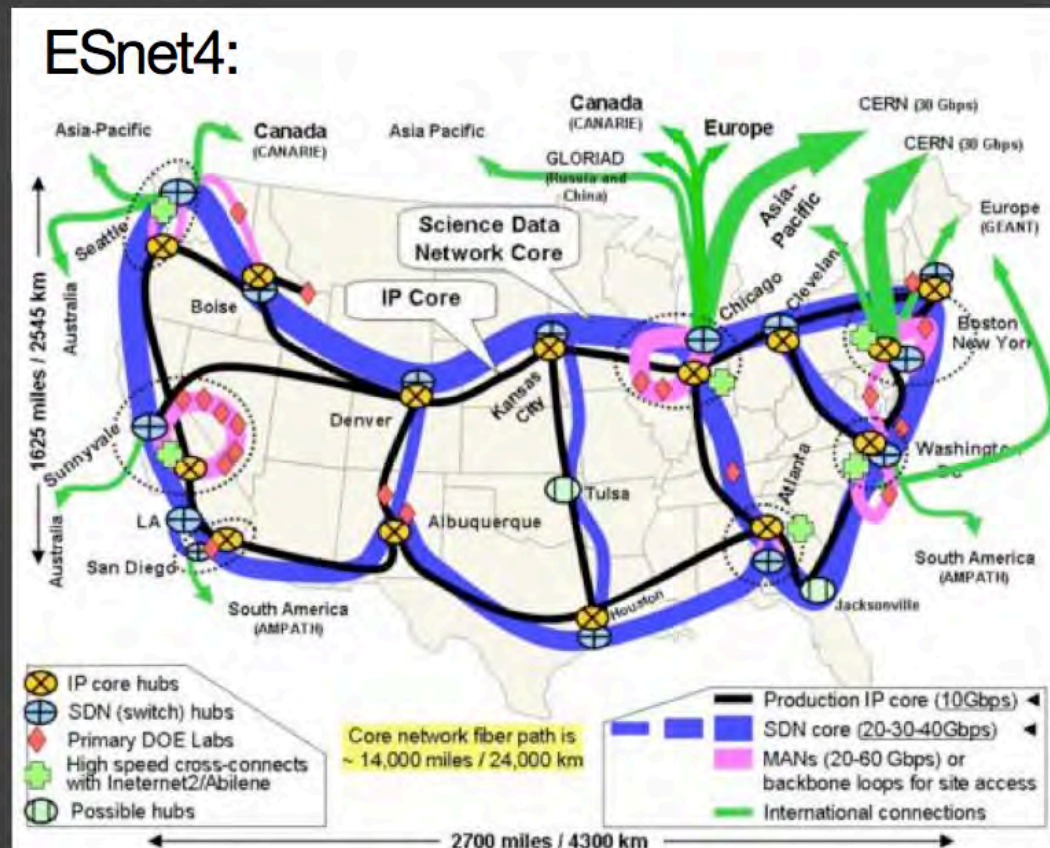 ESnet4:
Asia-Pacific
Canada
(CANARIE)
Asia Pacific
Canada
(CANARIE)
Europe
CERN (30 Gbps)
CERN (30 Gbps)
GLORIAD
(Russia and
China)
Asia-
Pacific
Europe
(GEANT)
Science Data
Network Core
IP Core
Seattle
Boise
Australia
Chicago
Clevelan
Boston
New York
1625 miles / 2545 km
Denver
Kansas
City
Sunnyvale
Washington
DC
Atlanta
Tulsa
LA
Albuquerque
San Diego
Australia
South America
(AMPATH)
Houston
Jacksonville
South America
(AMPATH)
IP core hubs
SDN (switch) hubs
Primary DOE Labs
High speed cross-connects
with Ineternet2/Abilene
Possible hubs
Core network fiber path is
~ 14,000 miles / 24,000 km
Production IP core (10Gbps)
SDN core (20-30-40Gbps)
MANs (20-60 Gbps) or
backbone loops for site access
International connections
2700 miles / 4300 km